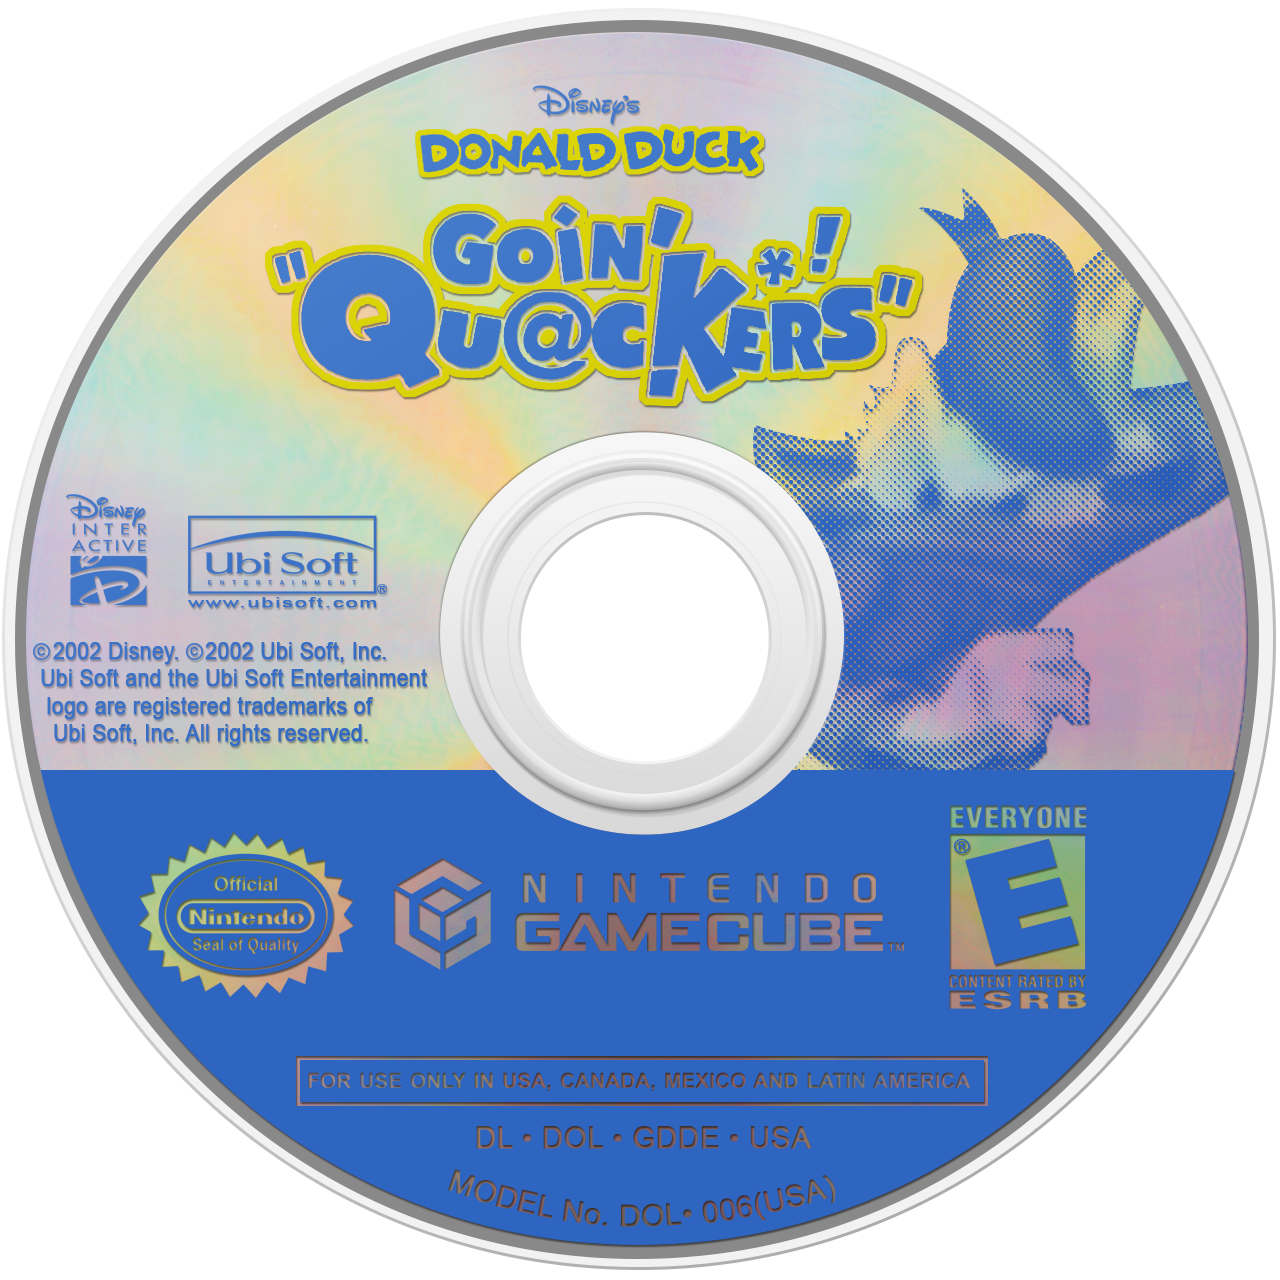 Disney's
DONALD DUCK
GOIN'
"QU@CK*!ERS"
Disney
INTER
ACTIVE
Ubi Soft
ENTERTAINMENT
®
www.ubisoft.com
©2002 Disney. ©2002 Ubi Soft, Inc.
Ubi Soft and the Ubi Soft Entertainment
logo are registered trademarks of
Ubi Soft, Inc. All rights reserved.
Official
Nintendo
Seal of Quality
NINTENDO
GAMECUBE™
EVERYONE
®
E
CONTENT RATED BY
ESRB
FOR USE ONLY IN USA, CANADA, MEXICO AND LATIN AMERICA
DL • DOL • GDDE • USA
MODEL No. DOL• 006(USA)